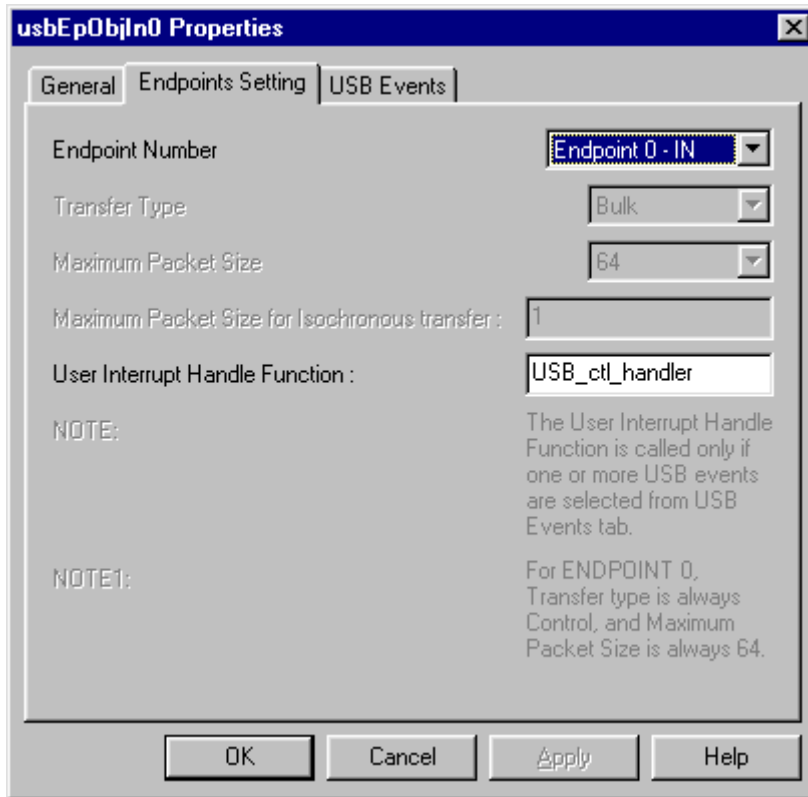 usbEpObjIn0 Properties
General Endpoints Setting USB Events
Endpoint Number Endpoint 0 - IN
Transfer Type Bulk
Maximum Packet Size 64
Maximum Packet Size for Isochronous transfer : 1
User Interrupt Handle Function : USB_ctl_handler
NOTE: The User Interrupt Handle
Function is called only if
one or more USB events
are selected from USB
Events tab.
NOTE1: For ENDPOINT 0,
Transfer type is always
Control, and Maximum
Packet Size is always 64.
OK Cancel Apply Help